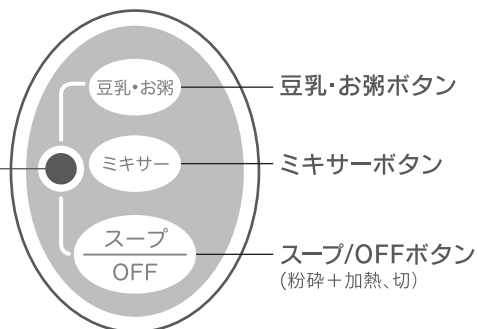 豆乳・お粥
豆乳・お粥ボタン
ミキサー
ミキサーボタン
スープ
OFF
スープ/OFFボタン
(粉砕＋加熱、切)